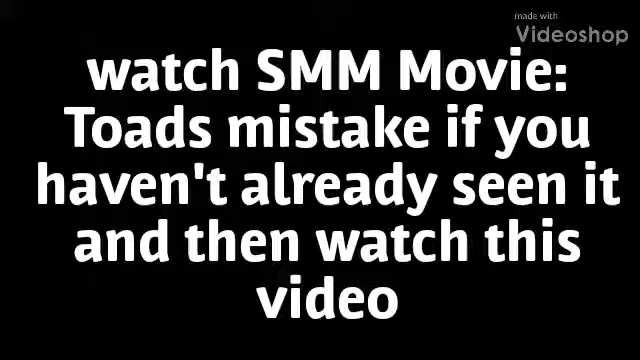 made with
Videoshop
watch SMM Movie:
Toads mistake if you
haven't already seen it
and then watch this
video